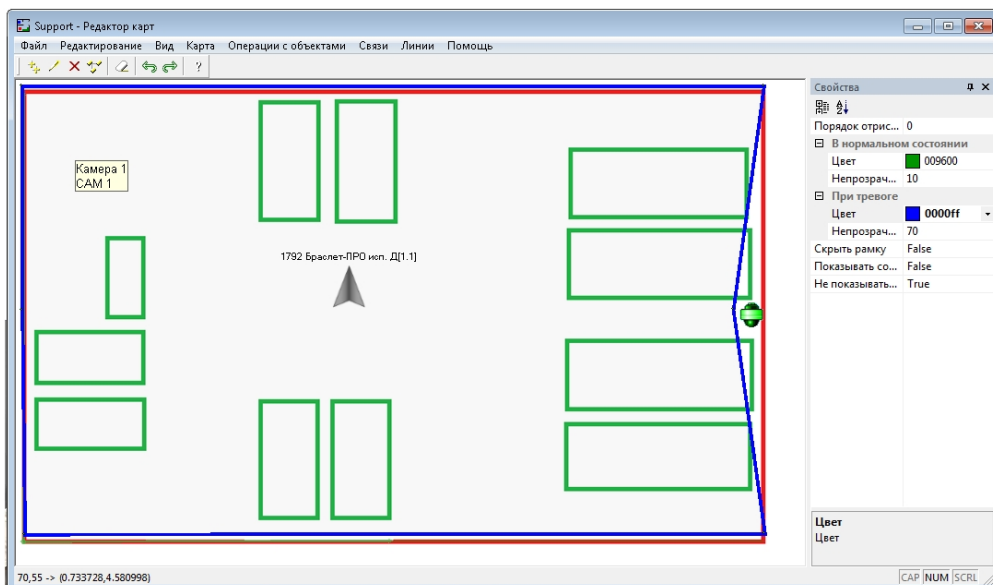 Support - Редактор карт
Файл Редактирование Вид Карта Операции с объектами Связи Линии Помощь
?
Свойства
Порядок отрис... 0
В нормальном состоянии
Цвет 009600
Непрозрач... 10
При тревоге
Цвет 0000ff
Непрозрач... 70
Скрыть рамку False
Показывать со... False
Не показывать... True
Камера 1
CAM 1
1792 Браслет-ПРО исп. Д[1.1]
Цвет
Цвет
70,55 -> (0.733728,4.580998)
CAP NUM SCRL